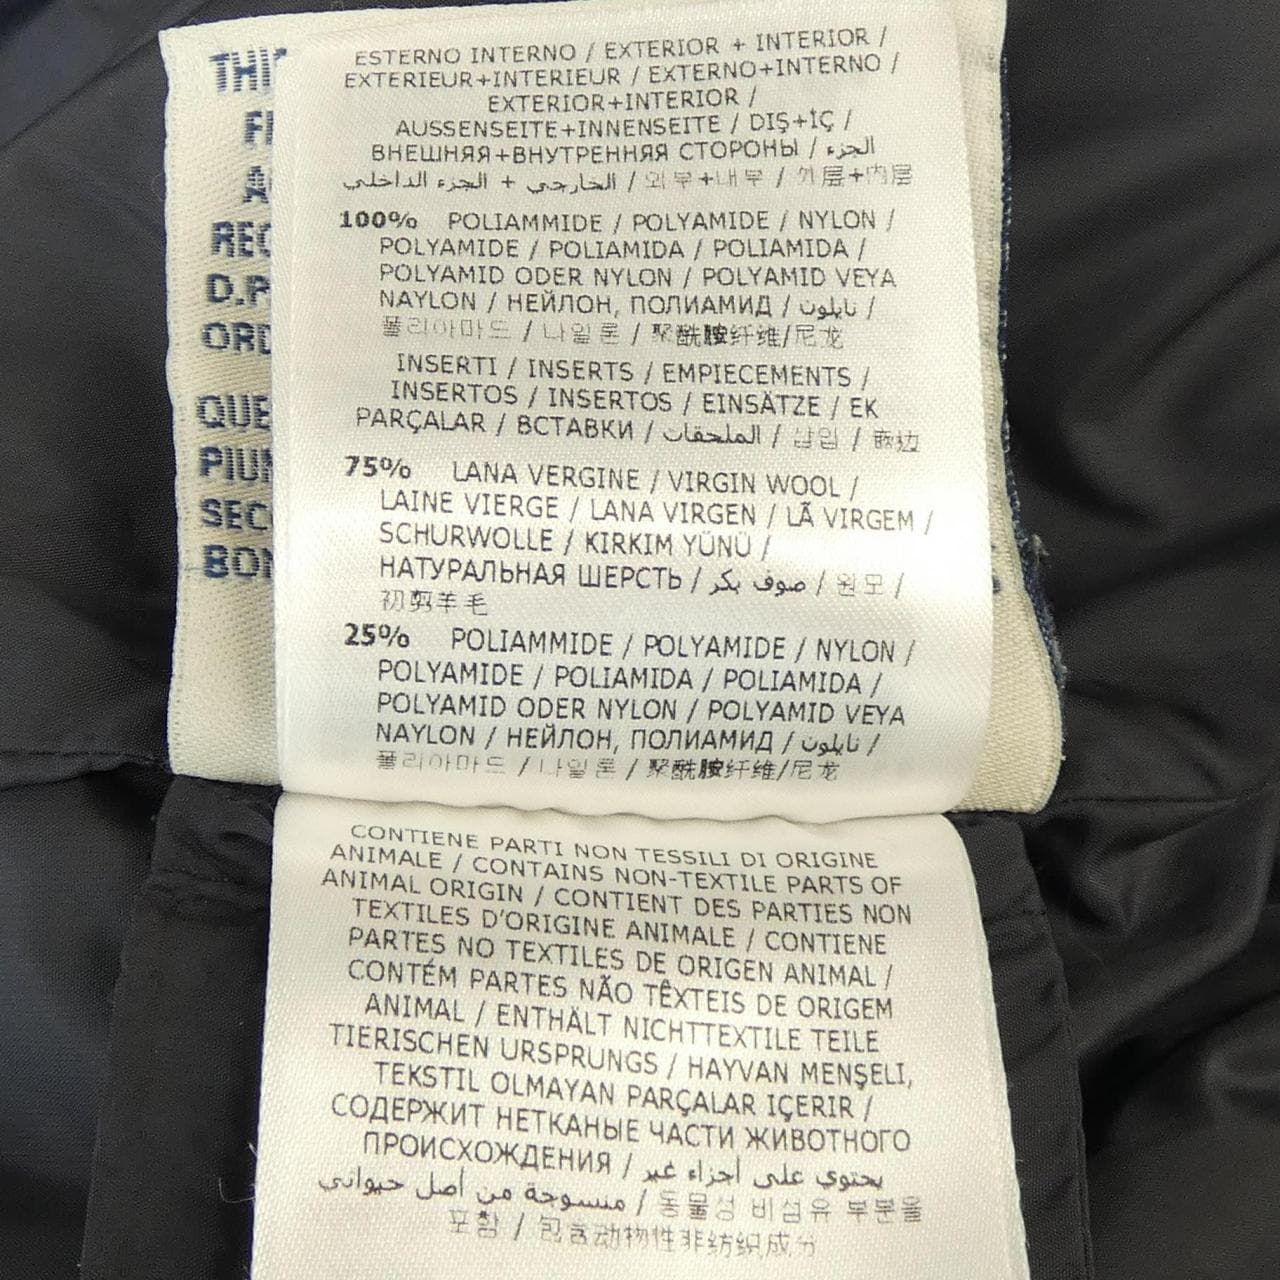 ESTERNO INTERNO / EXTERIOR + INTERIOR /
EXTERIEUR+INTERIEUR / EXTERNO+INTERNO /
EXTERIOR+INTERIOR /
AUSSENSEITE+INNENSEITE / DIŞ+İÇ /
ВНЕШНЯЯ+ВНУТРЕННЯЯ СТОРОНЫ / الجزء
الخارجي + الجزء الداخلي / 외부+내부 / 外层+内层
100% POLIAMMIDE / POLYAMIDE / NYLON /
POLYAMIDE / POLIAMIDA / POLIAMIDA /
POLYAMID ODER NYLON / POLYAMID VEYA
NAYLON / НЕЙЛОН, ПОЛИАМИД / نايلون /
폴리아마드 / 나일론 / 聚酰胺纤维/尼龙
INSERTI / INSERTS / EMPIECEMENTS /
INSERTOS / INSERTOS / EINSÄTZE / EK
PARÇALAR / ВСТАВКИ / الملحقات / 삽입 / 嵌边
75% LANA VERGINE / VIRGIN WOOL /
LAINE VIERGE / LANA VIRGEN / LÃ VIRGEM /
SCHURWOLLE / KIRKIM YÜNÜ /
НАТУРАЛЬНАЯ ШЕРСТЬ / صوف بكر / 원모 /
初剪羊毛
25% POLIAMMIDE / POLYAMIDE / NYLON /
POLYAMIDE / POLIAMIDA / POLIAMIDA /
POLYAMID ODER NYLON / POLYAMID VEYA
NAYLON / НЕЙЛОН, ПОЛИАМИД / نايلون /
폴리아마드 / 나일론 / 聚酰胺纤维/尼龙
CONTIENE PARTI NON TESSILI DI ORIGINE
ANIMALE / CONTAINS NON-TEXTILE PARTS OF
ANIMAL ORIGIN / CONTIENT DES PARTIES NON
TEXTILES D'ORIGINE ANIMALE / CONTIENE
PARTES NO TEXTILES DE ORIGEN ANIMAL /
CONTÉM PARTES NÃO TÊXTEIS DE ORIGEM
ANIMAL / ENTHÄLT NICHTTEXTILE TEILE
TIERISCHEN URSPRUNGS / HAYVAN MENŞELI,
TEKSTIL OLMAYAN PARÇALAR IÇERIR /
СОДЕРЖИТ НЕТКАНЫЕ ЧАСТИ ЖИВОТНОГО
ПРОИСХОЖДЕНИЯ / يحتوي على أجزاء غير
منسوجة من أصل حيواني / 동물성 비섬유 부분을
포함 / 包含动物性非纺织成分